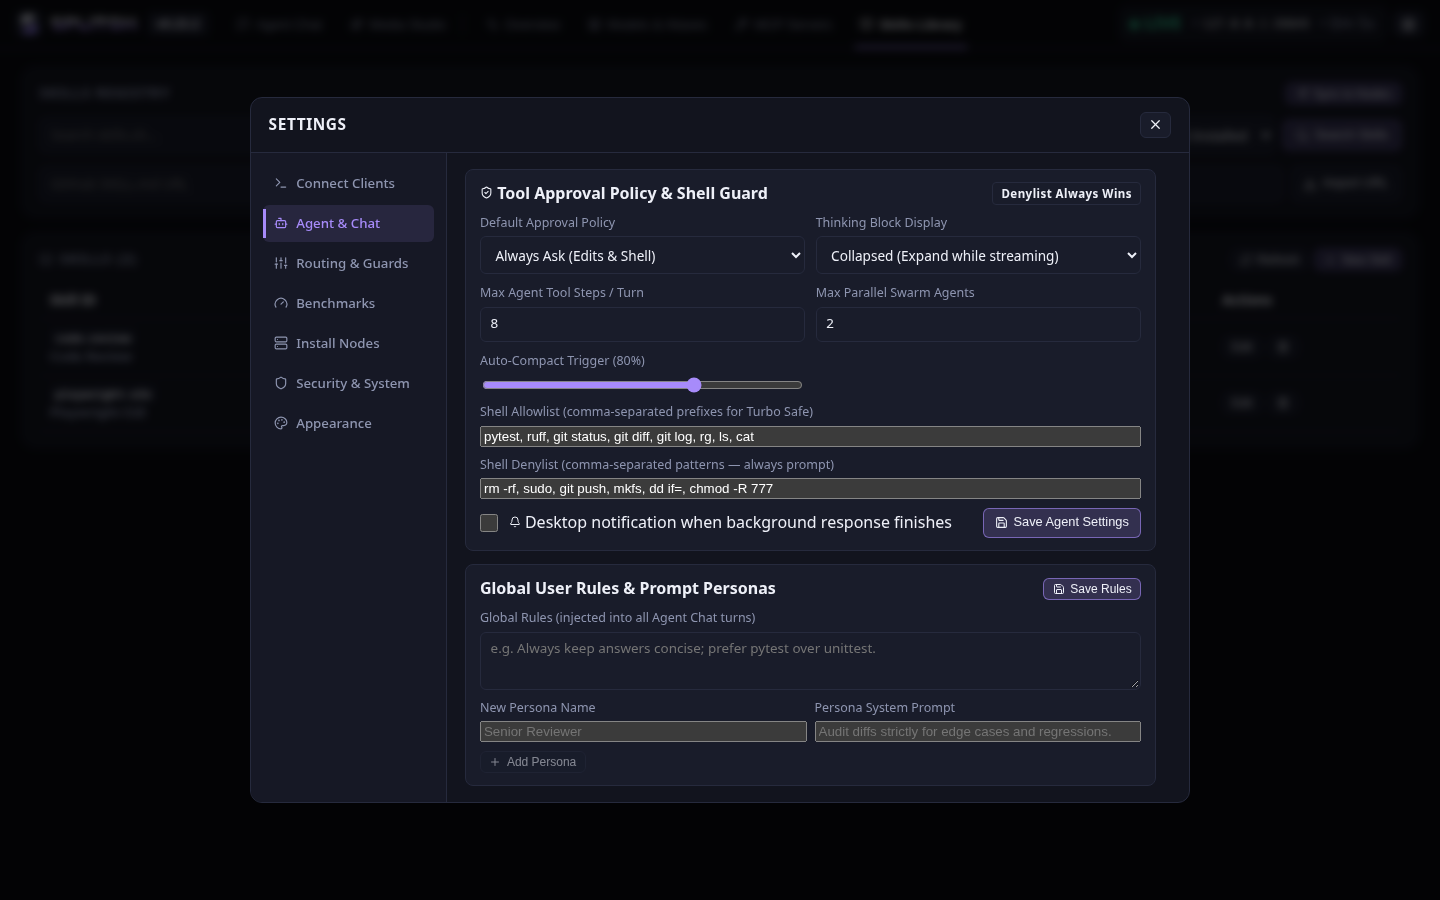 SETTINGS
Connect Clients
Agent & Chat
Routing & Guards
Benchmarks
Install Nodes
Security & System
Appearance
Tool Approval Policy & Shell Guard
Denylist Always Wins
Default Approval Policy
Thinking Block Display
Always Ask (Edits & Shell)
Collapsed (Expand while streaming)
Max Agent Tool Steps / Turn
Max Parallel Swarm Agents
8
2
Auto-Compact Trigger (80%)
Shell Allowlist (comma-separated prefixes for Turbo Safe)
pytest, ruff, git status, git diff, git log, rg, ls, cat
Shell Denylist (comma-separated patterns — always prompt)
rm -rf, sudo, git push, mkfs, dd if=, chmod -R 777
Desktop notification when background response finishes
Save Agent Settings
Global User Rules & Prompt Personas
Save Rules
Global Rules (injected into all Agent Chat turns)
e.g. Always keep answers concise; prefer pytest over unittest.
New Persona Name
Persona System Prompt
Senior Reviewer
Audit diffs strictly for edge cases and regressions.
Add Persona